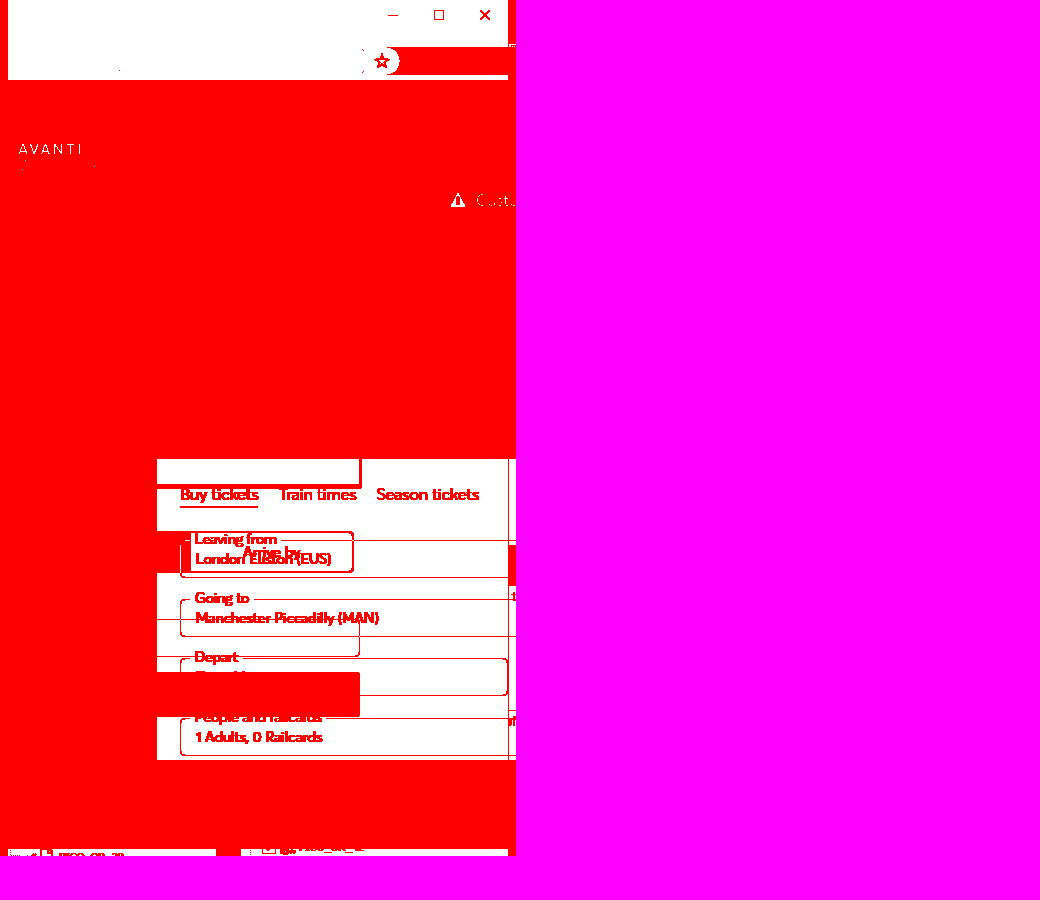 AVANTI
Buy tickets Train times Season tickets
Leaving from
Arrive by
London Euston (EUS)
Going to
Manchester Piccadilly (MAN)
Depart
People and railcards
1 Adults, 0 Railcards